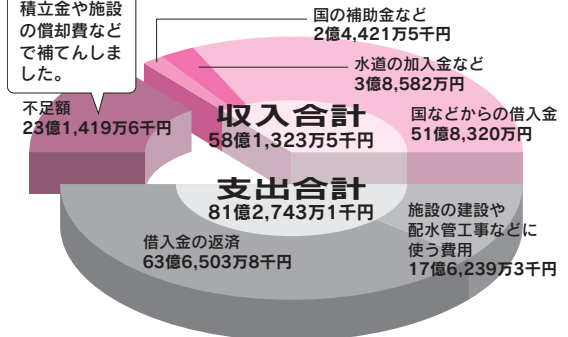 積立金や施設
の償却費など
で補てんしま
した。
国の補助金など
2億4,421万5千円
水道の加入金など
3億8,582万円
不足額
23億1,419万6千円
国などからの借入金
51億8,320万円
収入合計
58億1,323万5千円
支出合計
81億2,743万1千円
借入金の返済
63億6,503万8千円
施設の建設や
配水管工事などに
使う費用
17億6,239万3千円